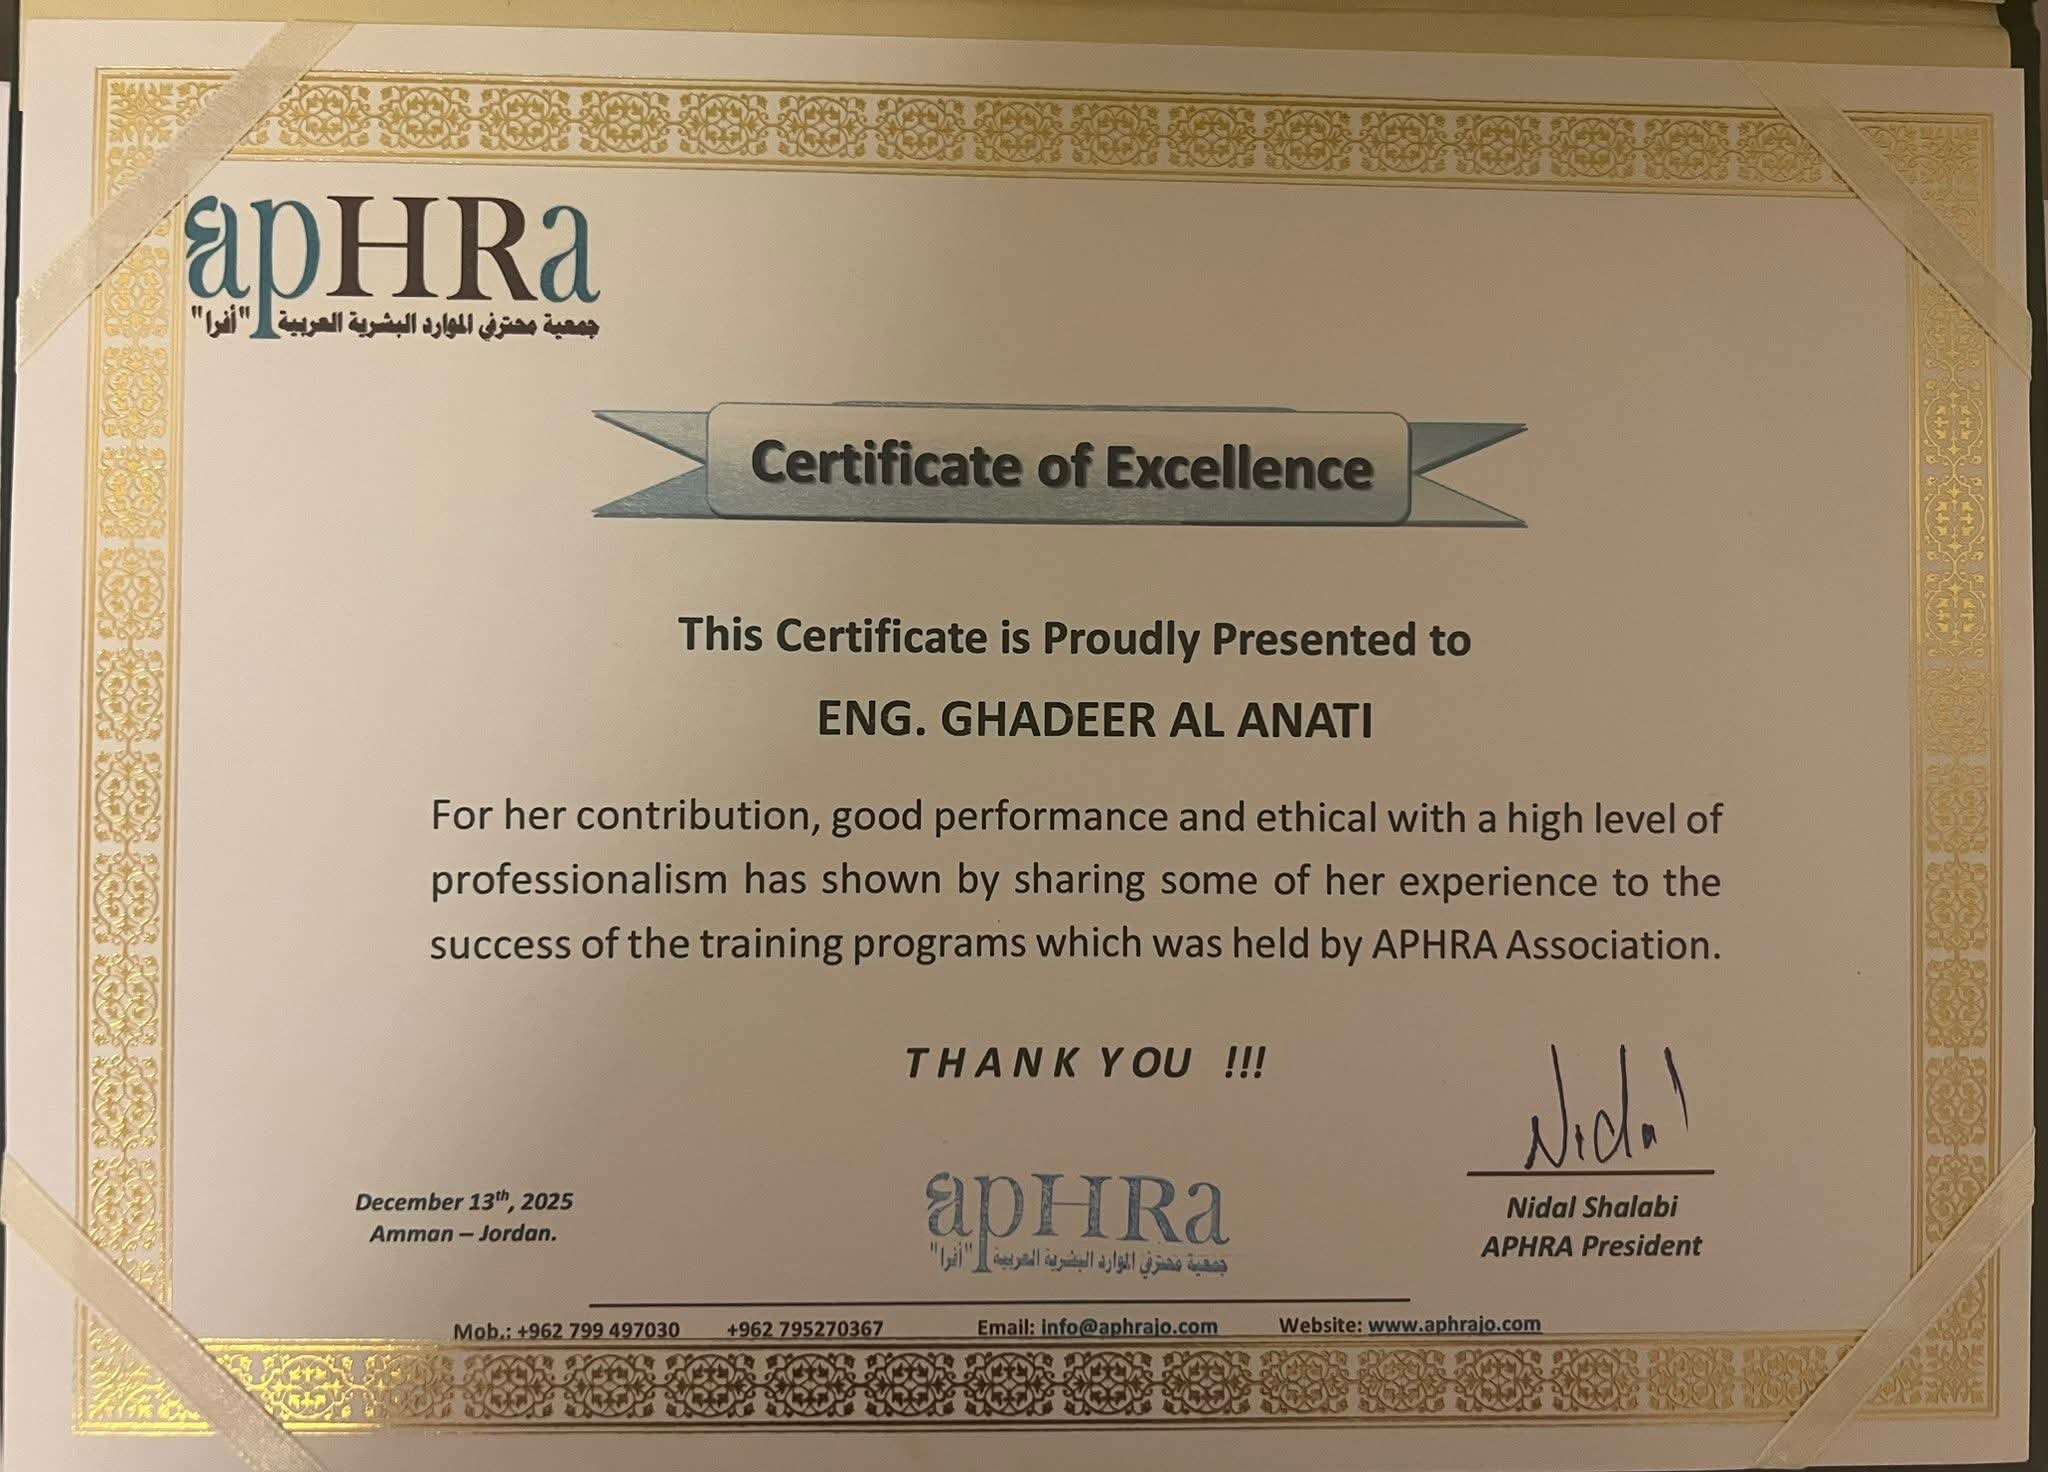 apHRa
جمعية محترفي الموارد البشرية العربية "أفرا"
Certificate of Excellence
This Certificate is Proudly Presented to
ENG. GHADEER AL ANATI
For her contribution, good performance and ethical with a high level of
professionalism has shown by sharing some of her experience to the
success of the training programs which was held by APHRA Association.
THANK YOU !!!
Nidal
December 13th, 2025
Amman – Jordan.
apHRa
جمعية محترفي الموارد البشرية العربية "أفرا"
Nidal Shalabi
APHRA President
Mob.: +962 799 497030 +962 795270367 Email: info@aphrajo.com Website: www.aphrajo.com